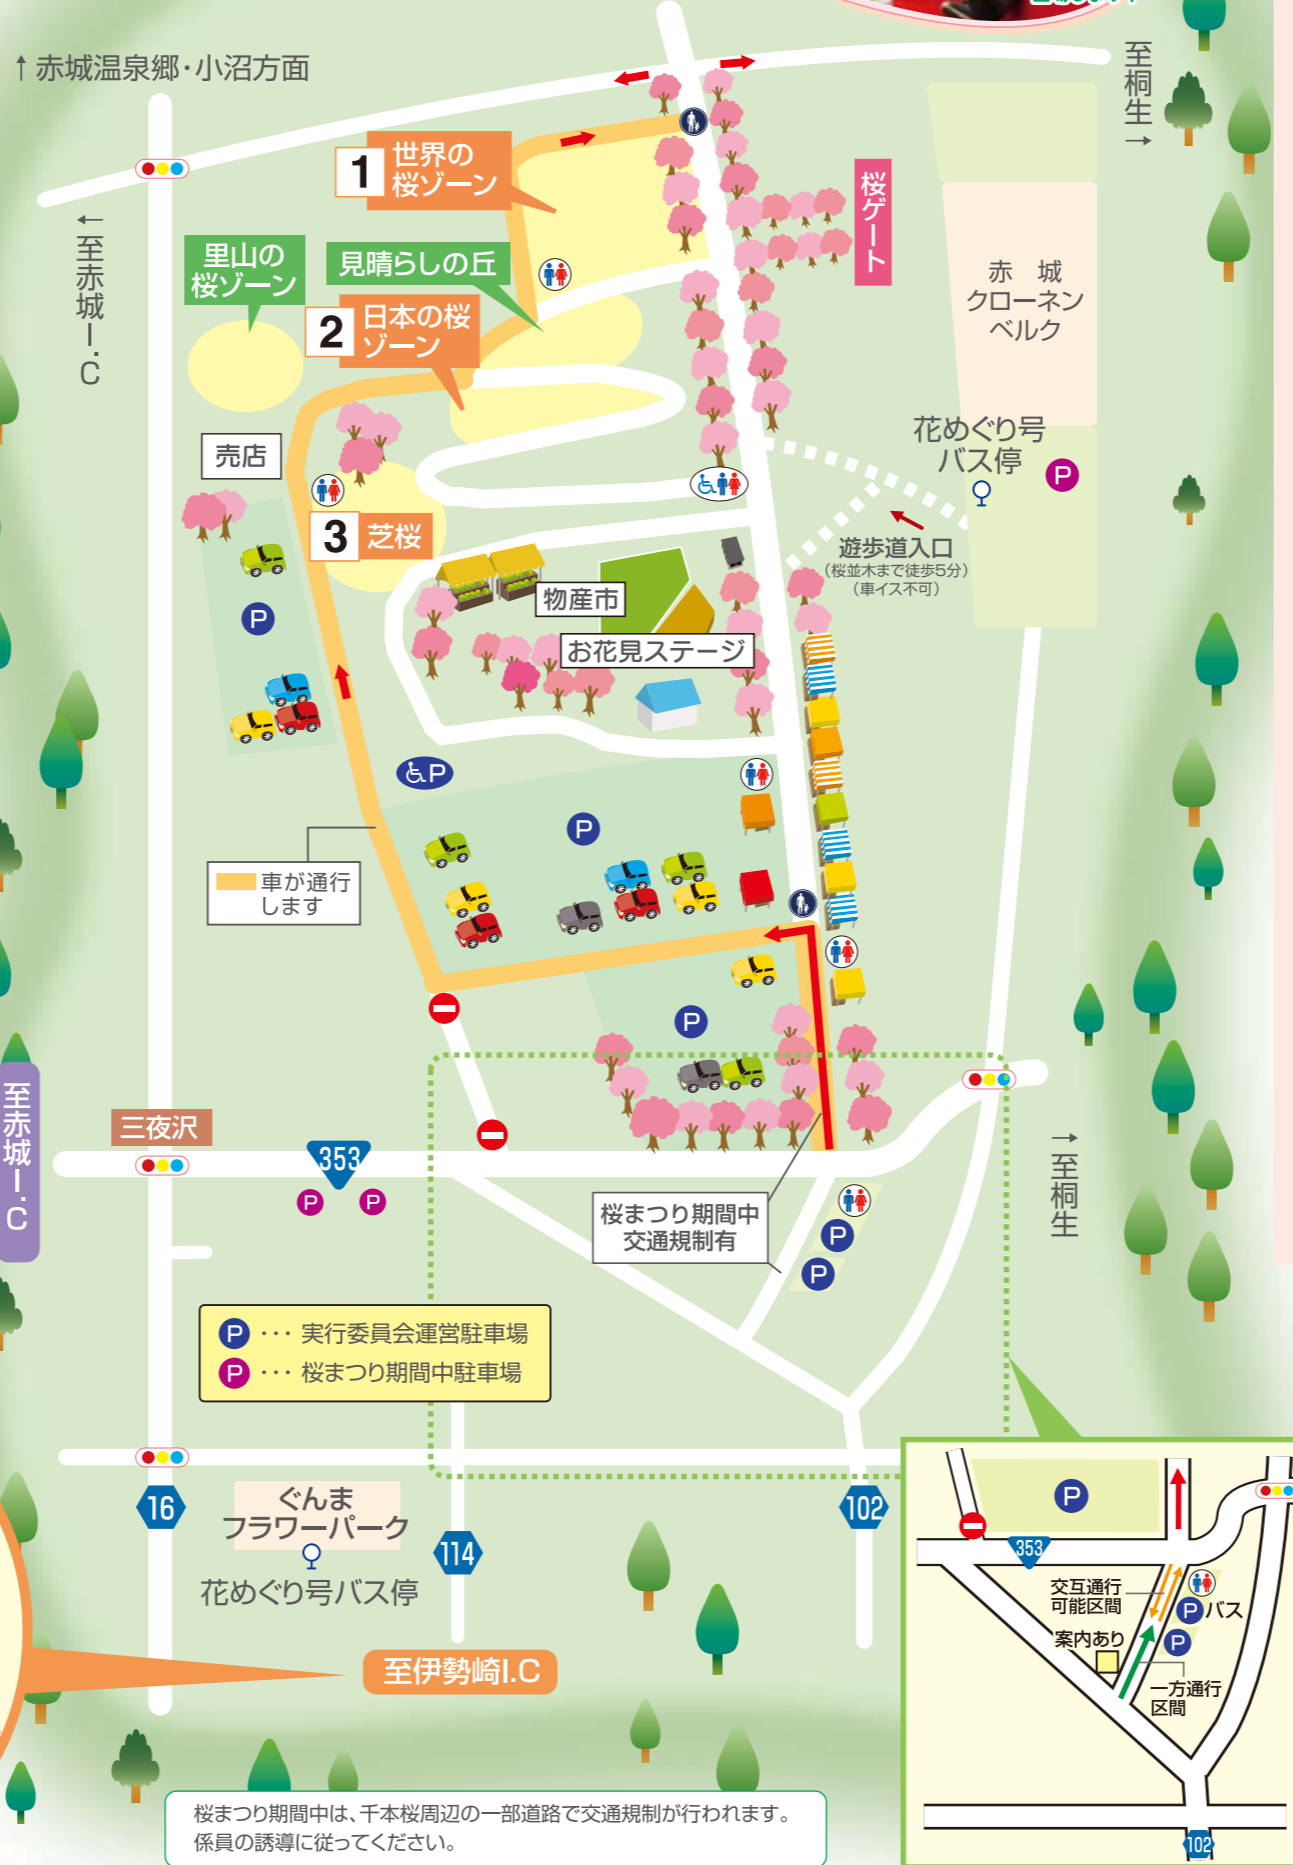 ↑赤城温泉郷・小沼方面
至桐生→
←至赤城I.C
1
世界の
桜ゾーン
桜ゲート
里山の
桜ゾーン
見晴らしの丘
2
日本の桜
ゾーン
赤 城
クローネン
ベルク
売店
花めぐり号
バス停
P
3
芝桜
遊歩道入口
(桜並木まで徒歩5分)
(車イス不可)
物産市
お花見ステージ
P
P
P
車が通行
します
P
至赤城I.C
三夜沢
353
P
P
→至桐生
桜まつり期間中
交通規制有
P
P
P ・・・ 実行委員会運営駐車場
P ・・・ 桜まつり期間中駐車場
16
ぐんま
フラワーパーク
花めぐり号バス停
114
102
至伊勢崎I.C
P
353
交互通行
可能区間
P バス
案内あり
P
一方通行
区間
102
桜まつり期間中は、千本桜周辺の一部道路で交通規制が行われます。
係員の誘導に従ってください。